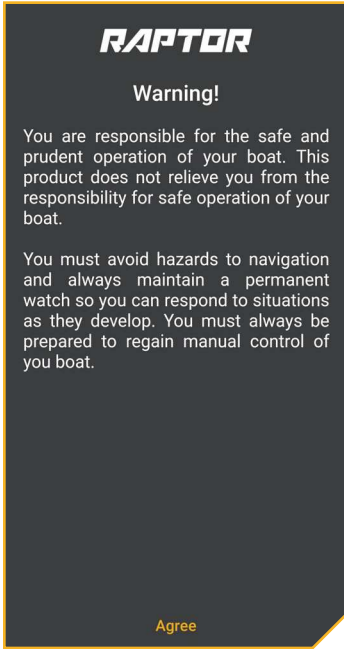 RAPTOR
Warning!
You are responsible for the safe and
prudent operation of your boat. This
product does not relieve you from the
responsibility for safe operation of your
boat.
You must avoid hazards to navigation
and always maintain a permanent
watch so you can respond to situations
as they develop. You must always be
prepared to regain manual control of
you boat.
Agree